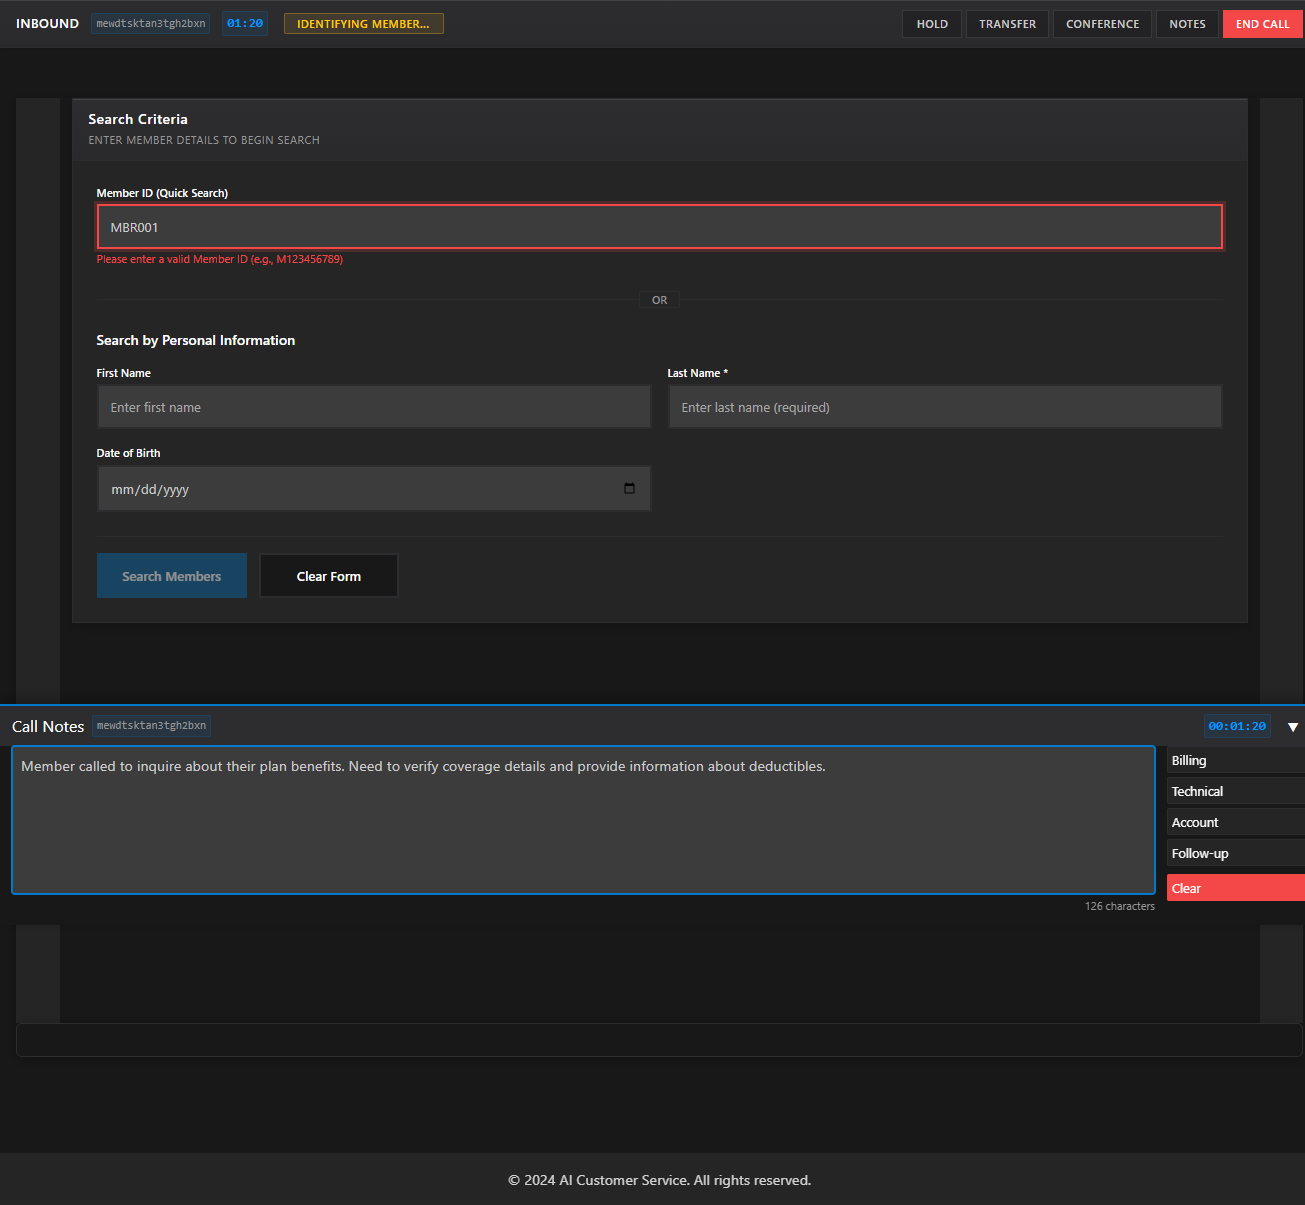 INBOUND mewdtsktan3tgh2bxn 01:20 IDENTIFYING MEMBER... HOLD TRANSFER CONFERENCE NOTES END CALL
Search Criteria
ENTER MEMBER DETAILS TO BEGIN SEARCH
Member ID (Quick Search)
MBR001
Please enter a valid Member ID (e.g., M123456789)
OR
Search by Personal Information
First Name Last Name *
Enter first name Enter last name (required)
Date of Birth
mm/dd/yyyy
Search Members Clear Form
Call Notes mewdtsktan3tgh2bxn 00:01:20 ▼
Member called to inquire about their plan benefits. Need to verify coverage details and provide information about deductibles.
Billing
Technical
Account
Follow-up
Clear
126 characters
© 2024 AI Customer Service. All rights reserved.